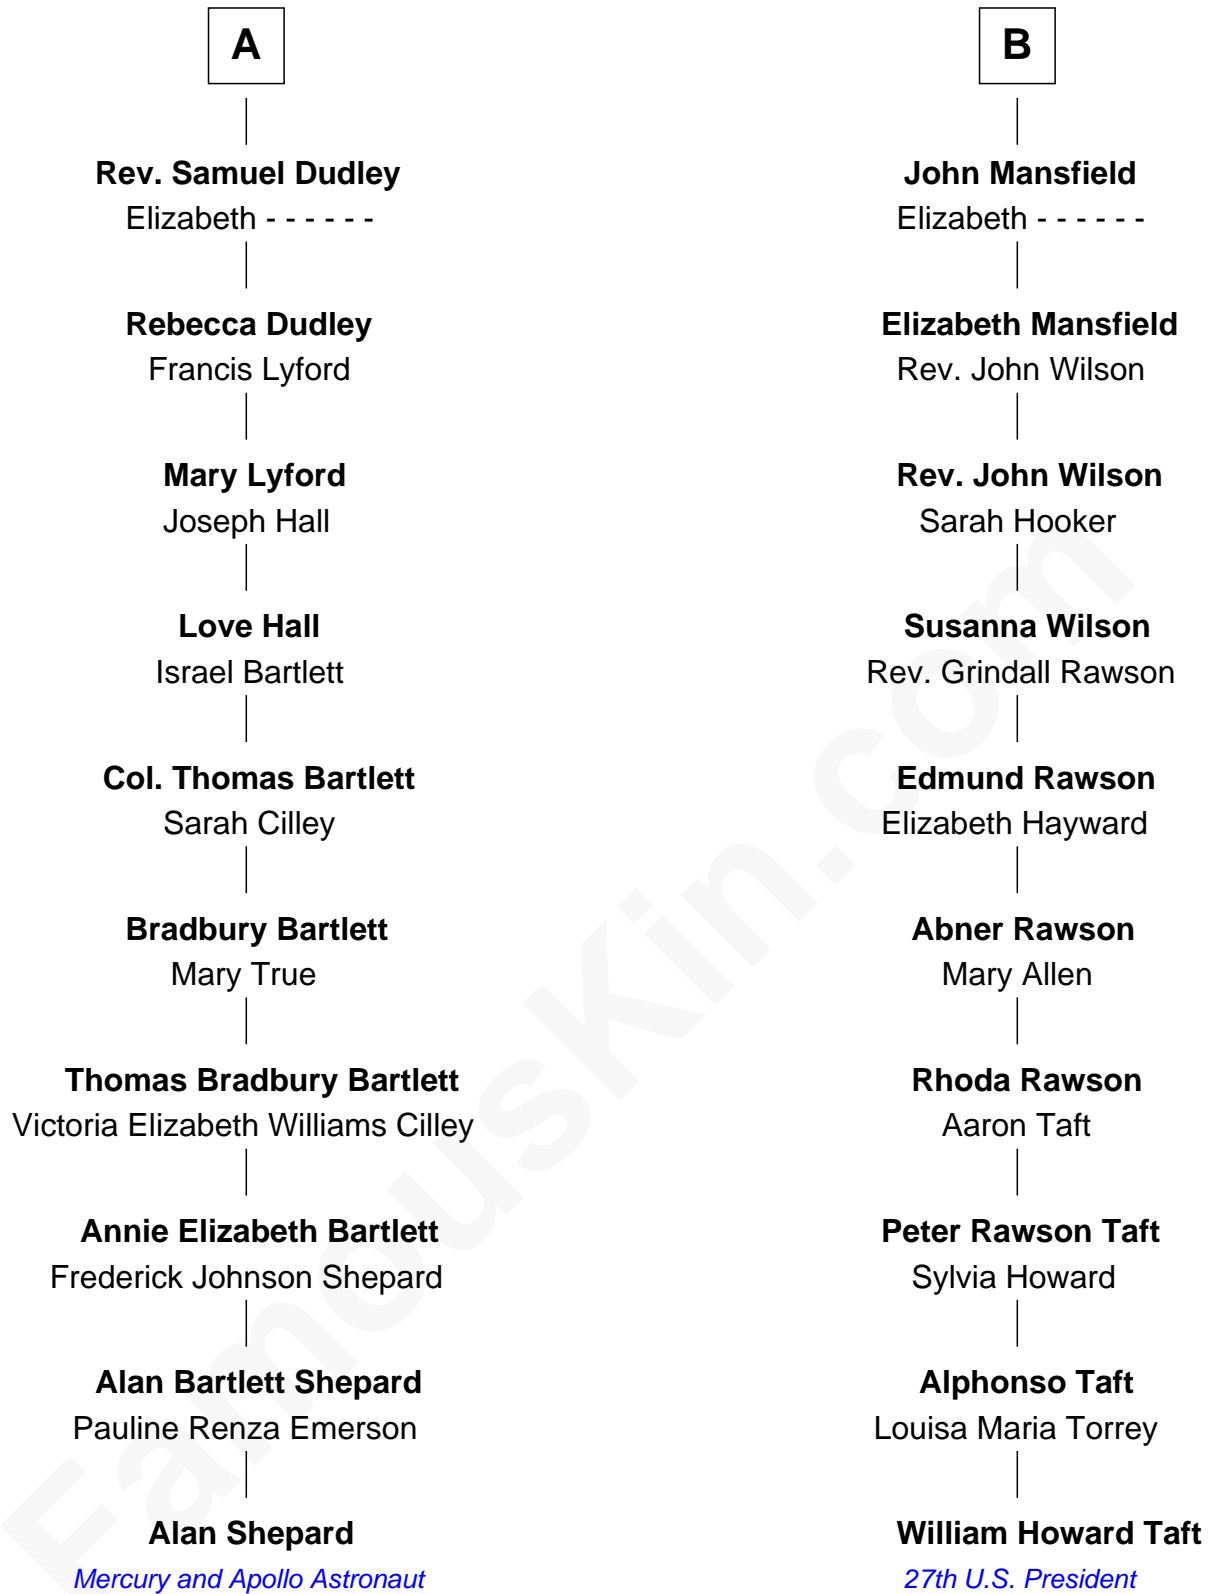 A
Rev. Samuel Dudley
Elizabeth - - - - - -
Rebecca Dudley
Francis Lyford
Mary Lyford
Joseph Hall
Love Hall
Israel Bartlett
Col. Thomas Bartlett
Sarah Cilley
Bradbury Bartlett
Mary True
Thomas Bradbury Bartlett
Victoria Elizabeth Williams Cilley
Annie Elizabeth Bartlett
Frederick Johnson Shepard
Alan Bartlett Shepard
Pauline Renza Emerson
Alan Shepard
Mercury and Apollo Astronaut
B
John Mansfield
Elizabeth - - - - - -
Elizabeth Mansfield
Rev. John Wilson
Rev. John Wilson
Sarah Hooker
Susanna Wilson
Rev. Grindall Rawson
Edmund Rawson
Elizabeth Hayward
Abner Rawson
Mary Allen
Rhoda Rawson
Aaron Taft
Peter Rawson Taft
Sylvia Howard
Alphonso Taft
Louisa Maria Torrey
William Howard Taft
27th U.S. President
FamousKin.com